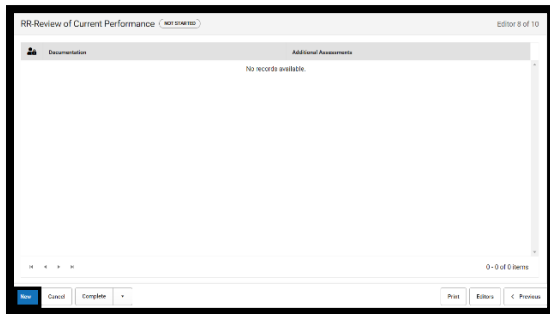 RR-Review of Current Performance NOT STARTED Editor 8 of 10
Documentation Additional Assessments
No records available.
0 - 0 of 0 items
New Cancel Complete Print Editors < Previous